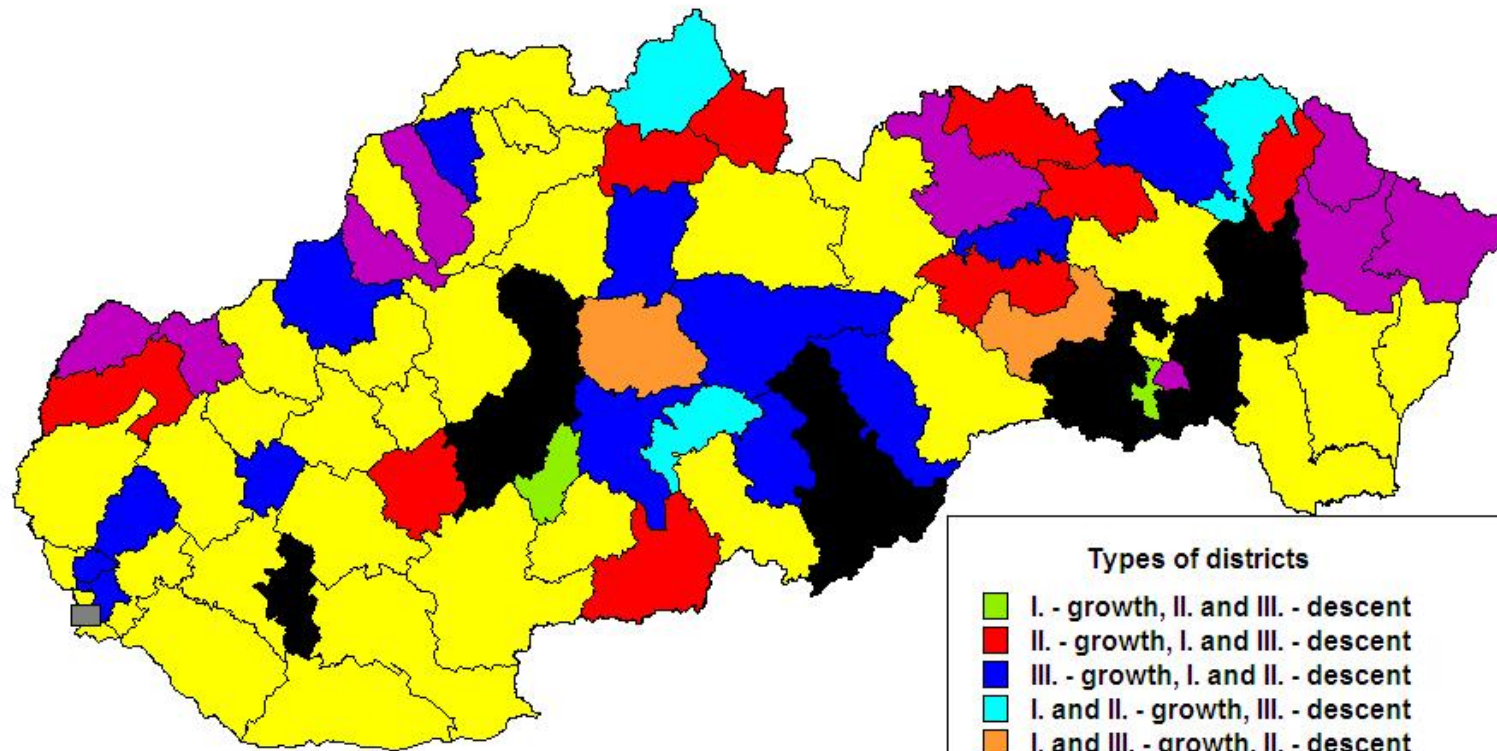 Types of districts
I. - growth, II. and III. - descent
II. - growth, I. and III. - descent
III. - growth, I. and II. - descent
I. and II. - growth, III. - descent
I. and III. - growth, II. - descent